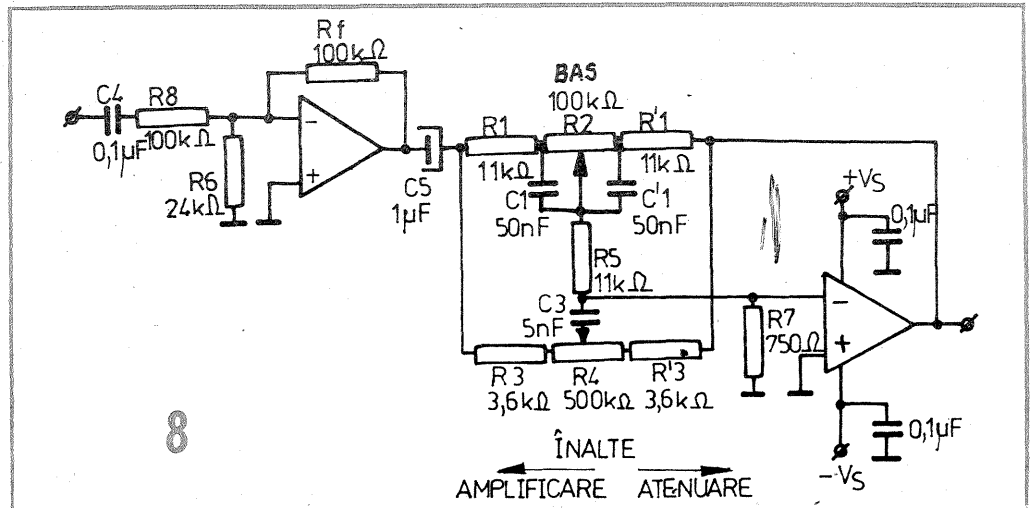 Rf
100kΩ
C4
0,1μF
R8
100kΩ
R6
24kΩ
−
+
C5
1μF
BAS
100kΩ
R1
11kΩ
R2
R'1
11kΩ
C1
50nF
C'1
50nF
R5
11kΩ
C3
5nF
R3
3,6kΩ
R4
500kΩ
R'3
3,6kΩ
R7
750Ω
−
+
+VS
0,1μF
0,1μF
−VS
8
ÎNALTE
AMPLIFICARE ATENUARE